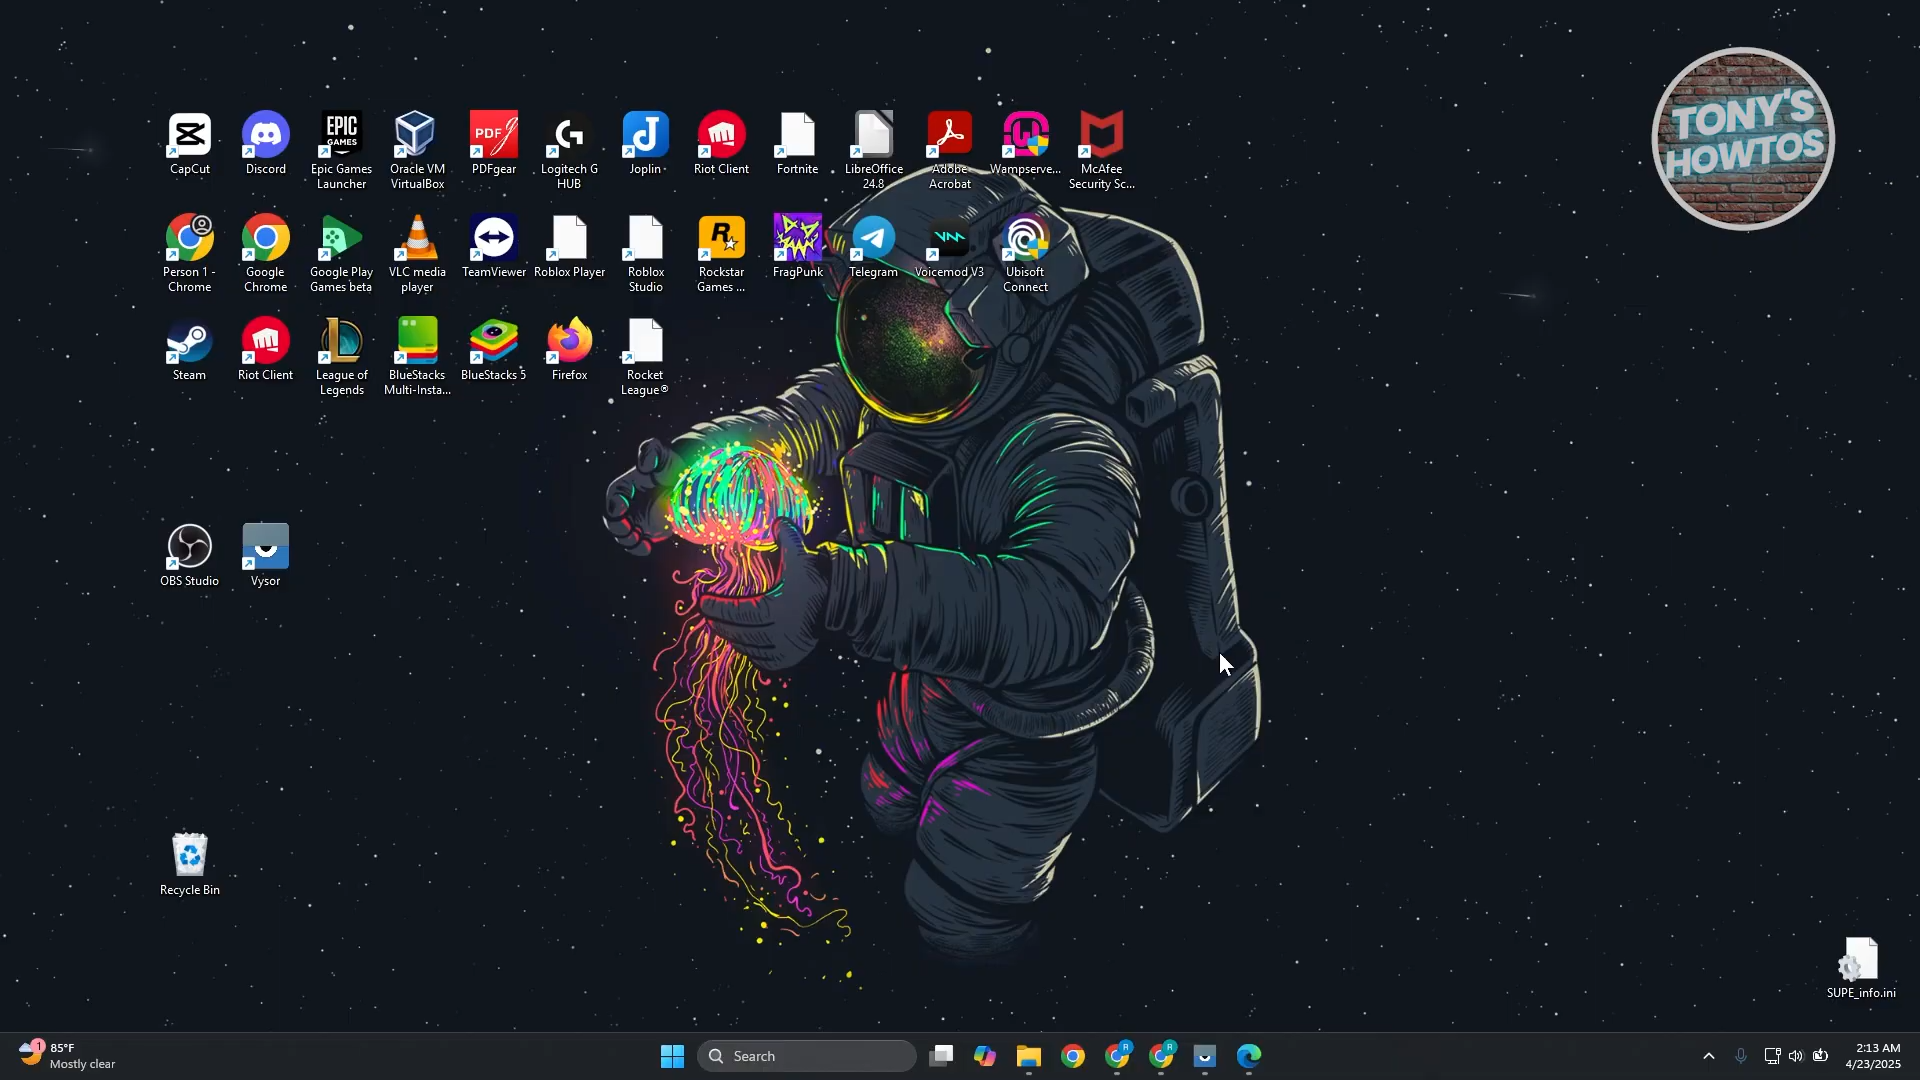 TONY'S
HOWTOS
EPIC
GAMES
PDF
CapCut
Discord
Epic Games
Launcher
Oracle VM
VirtualBox
PDFgear
Logitech G
HUB
Joplin
Riot Client
Fortnite
LibreOffice
24.8
Adobe
Acrobat
Wampserve...
McAfee
Security Sc...
Person 1 -
Chrome
Google
Chrome
Google Play
Games beta
VLC media
player
TeamViewer
Roblox Player
Roblox
Studio
Rockstar
Games ...
FragPunk
Telegram
Voicemod V3
Ubisoft
Connect
Steam
Riot Client
League of
Legends
BlueStacks
Multi-Insta...
BlueStacks 5
Firefox
Rocket
League®
OBS Studio
Vysor
Recycle Bin
SUPE_info.ini
1
85°F
Mostly clear
Search
R
R
2:13 AM
4/23/2025